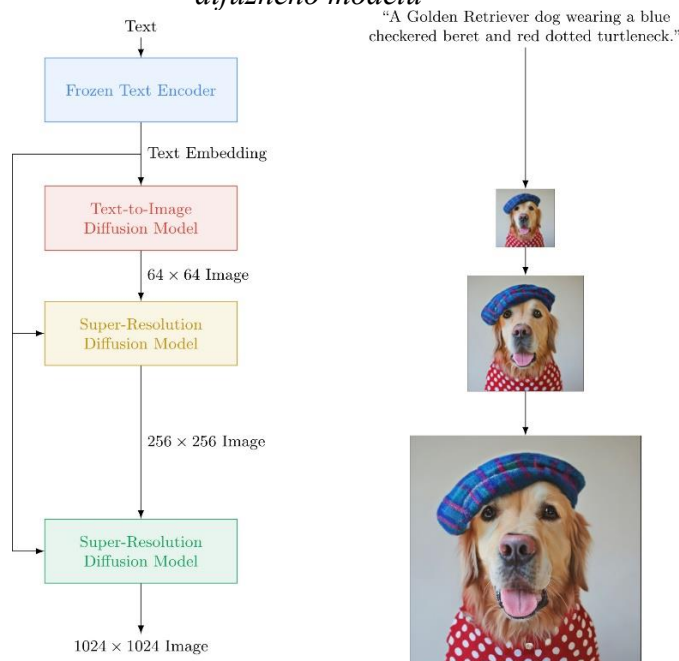 difuznego modela
Text
Frozen Text Encoder
Text Embedding
Text-to-Image
Diffusion Model
64 × 64 Image
Super-Resolution
Diffusion Model
256 × 256 Image
Super-Resolution
Diffusion Model
1024 × 1024 Image
“A Golden Retriever dog wearing a blue
checkered beret and red dotted turtleneck.”